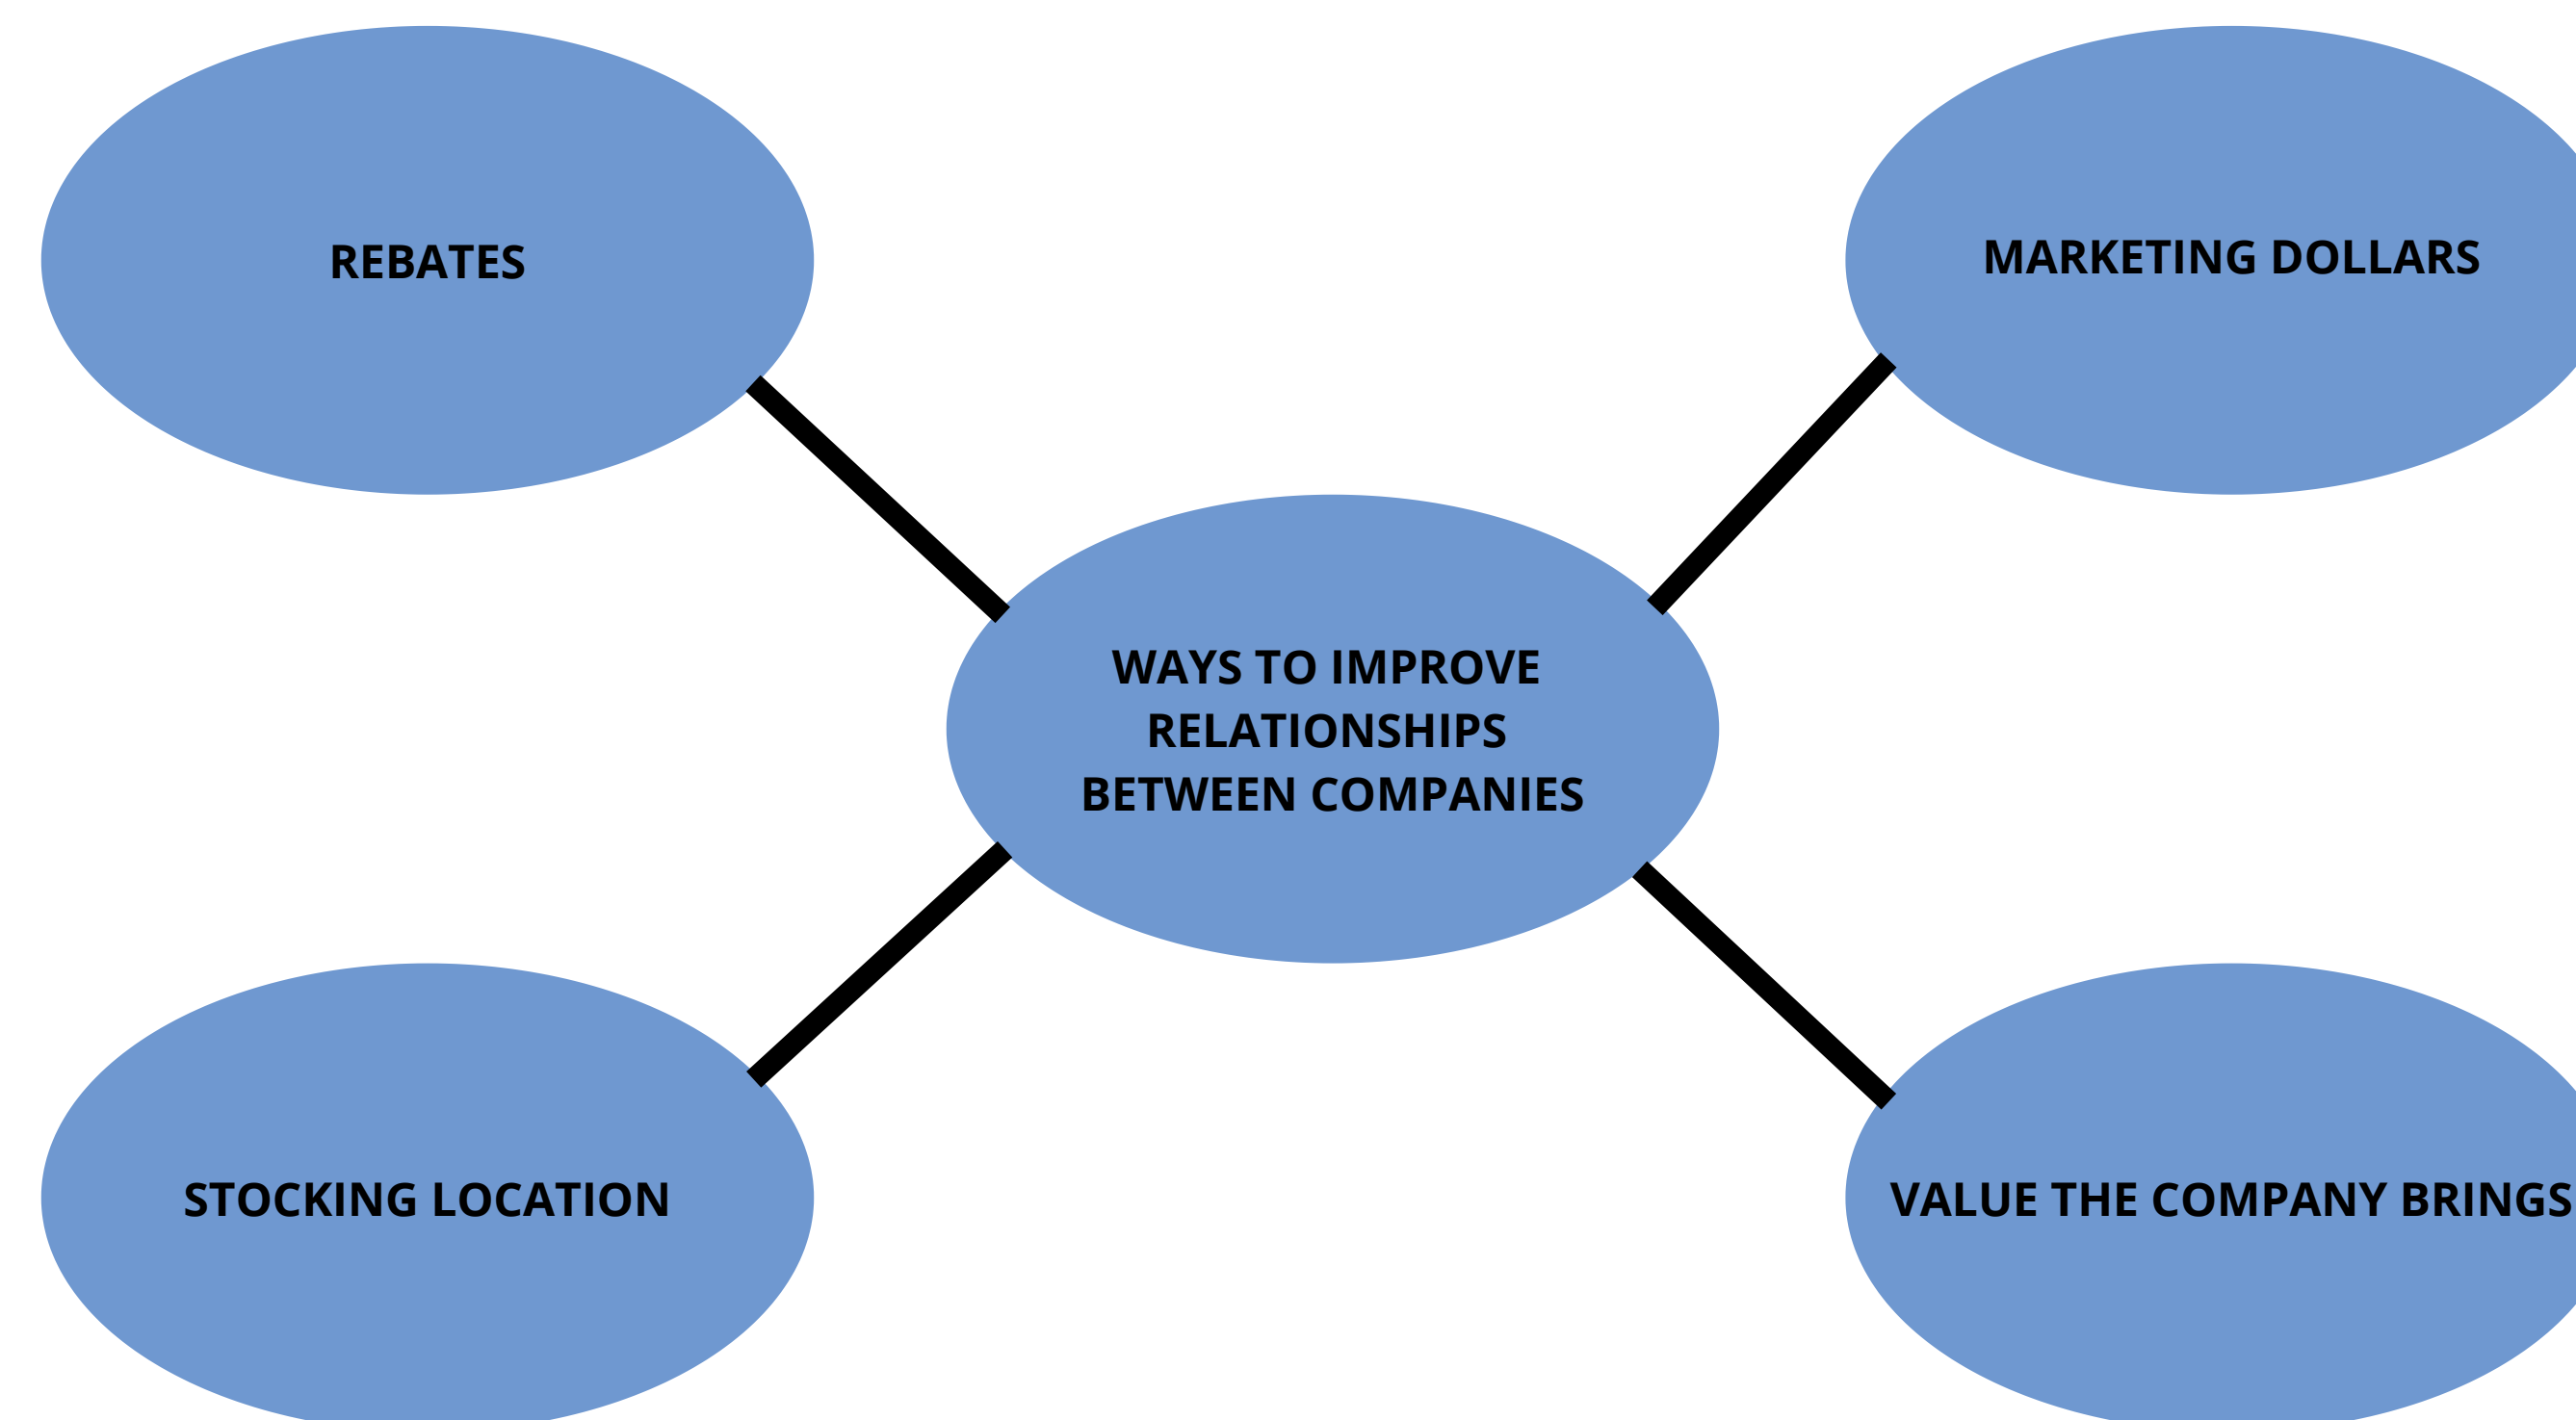 REBATES
MARKETING DOLLARS
WAYS TO IMPROVE
RELATIONSHIPS
BETWEEN COMPANIES
STOCKING LOCATION
VALUE THE COMPANY BRINGS